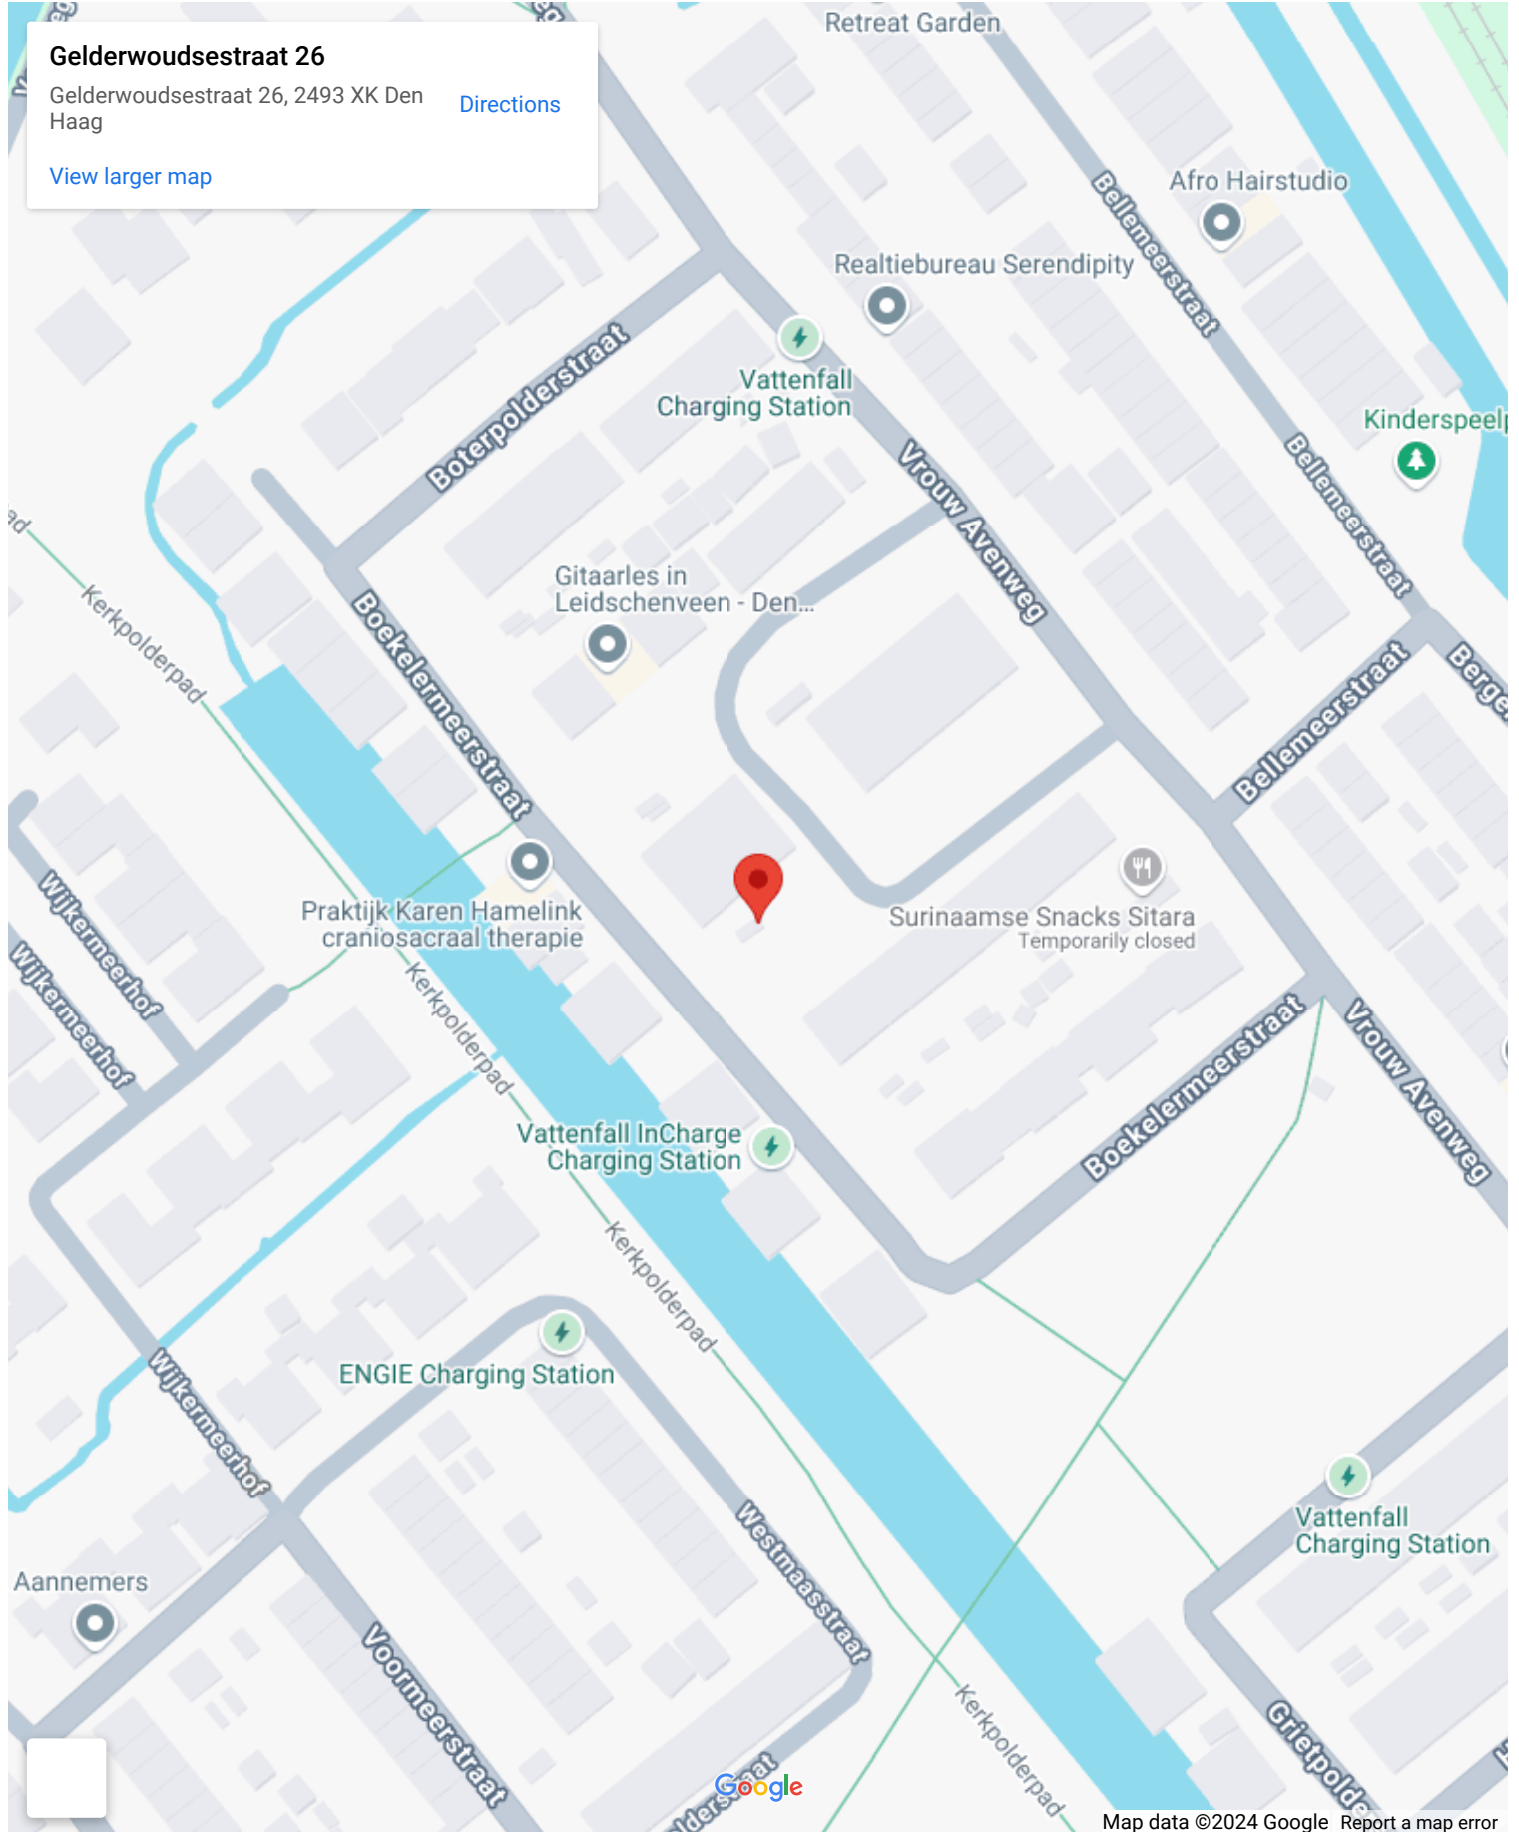 Gelderwoudsestraat 26
Gelderwoudsestraat 26, 2493 XK Den
Haag
Directions
View larger map
Retreat Garden
Afro Hairstudio
Bellemeerstraat
Realtiebureau Serendipity
Vattenfall
Charging Station
Boterpolderstraat
Kinderspeelp
Vrouw Avenweg
Bellemeerstraat
Gitaarles in
Leidschenveen - Den...
Kerkpolderpad
Boekelermeerstraat
Bellemeerstraat
Berge
Wijkermeerhof
Wijkermeerhof
Praktijk Karen Hamelink
craniosacraal therapie
Surinaamse Snacks Sitara
Temporarily closed
Kerkpolderpad
Boekelermeerstraat
Vrouw Avenweg
Vattenfall InCharge
Charging Station
Kerkpolderpad
ENGIE Charging Station
Wijkermeerhof
Westmaasstraat
Vattenfall
Charging Station
Aannemers
Voormeerstraat
Kerkpolderpad
Grietpolde
Google
Map data ©2024 Google
Report a map error